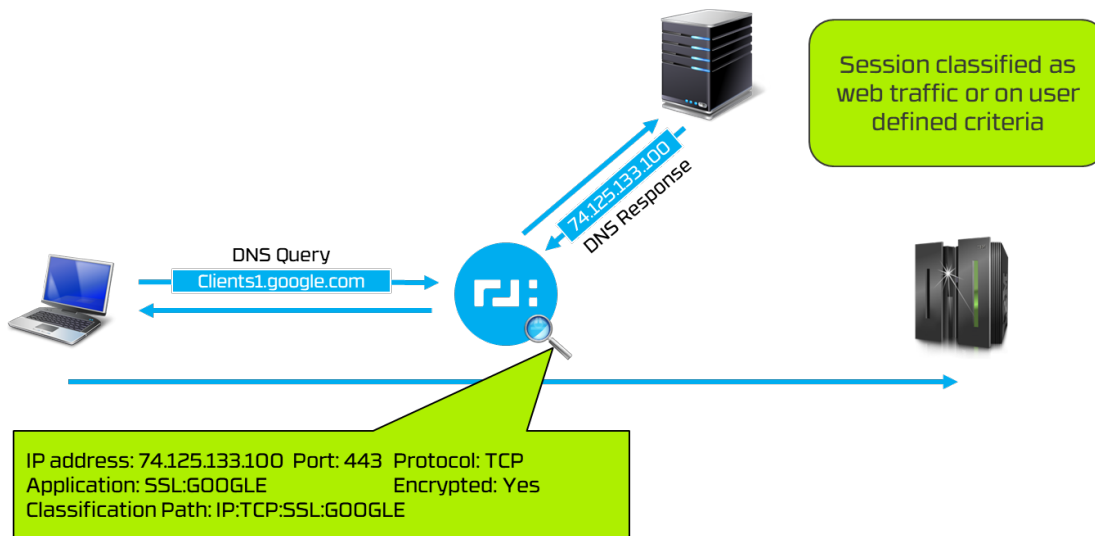 Session classified as
web traffic or on user
defined criteria
74.125.133.100
DNS Response
DNS Query
Clients1.google.com
IP address: 74.125.133.100 Port: 443 Protocol: TCP
Application: SSL:GOOGLE Encrypted: Yes
Classification Path: IP:TCP:SSL:GOOGLE